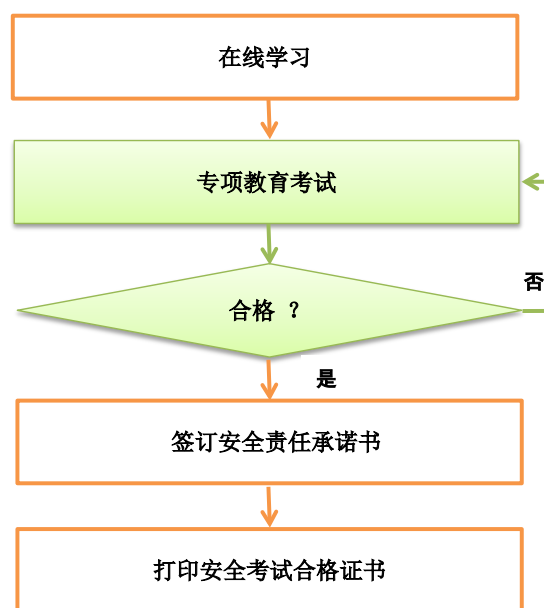 在线学习
专项教育考试
合格 ？
否
是
签订安全责任承诺书
打印安全考试合格证书